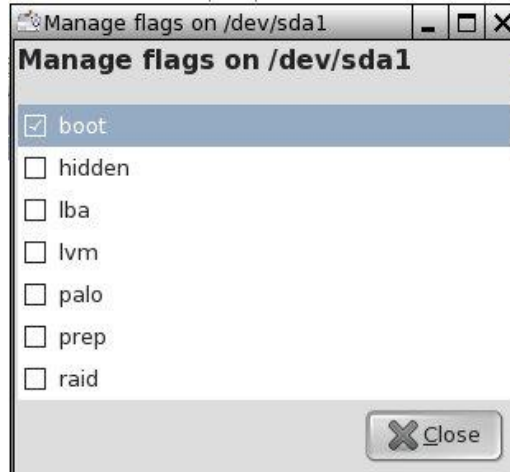 Manage flags on /dev/sda1
Manage flags on /dev/sda1
boot
hidden
lba
lvm
palo
prep
raid
Close